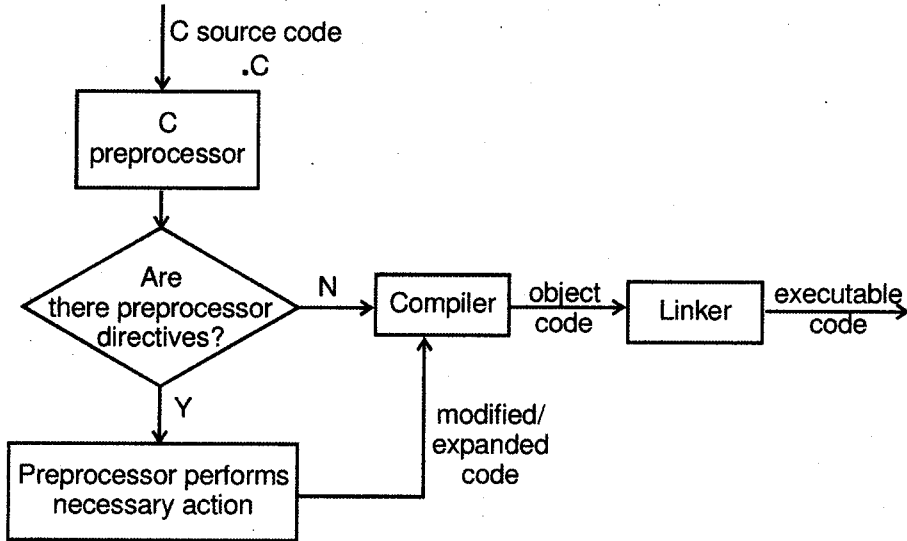 C source code
.C
C
preprocessor
Are
there preprocessor
directives?
N
Compiler
object
code
Linker
executable
code
Y
modified/
expanded
code
Preprocessor performs
necessary action